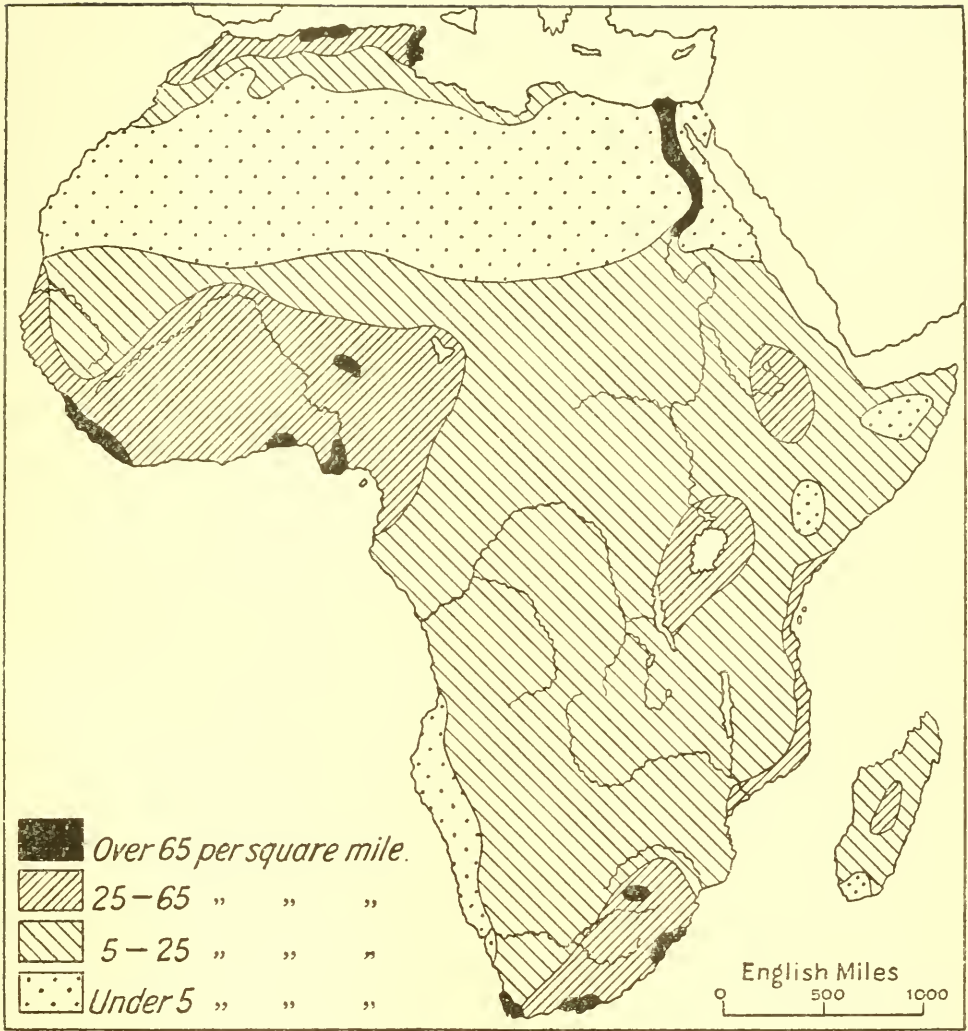 Over 65 per square mile.
25–65 „ „ „
5–25 „ „ „
Under 5 „ „ „
English Miles
0 500 1000